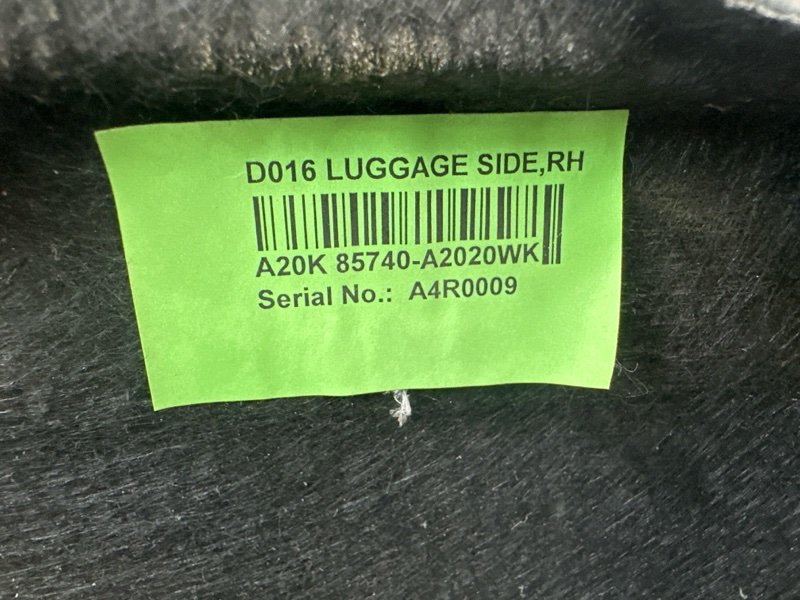 D016 LUGGAGE SIDE,RH
A20K 85740-A2020WK
Serial No.: A4R0009